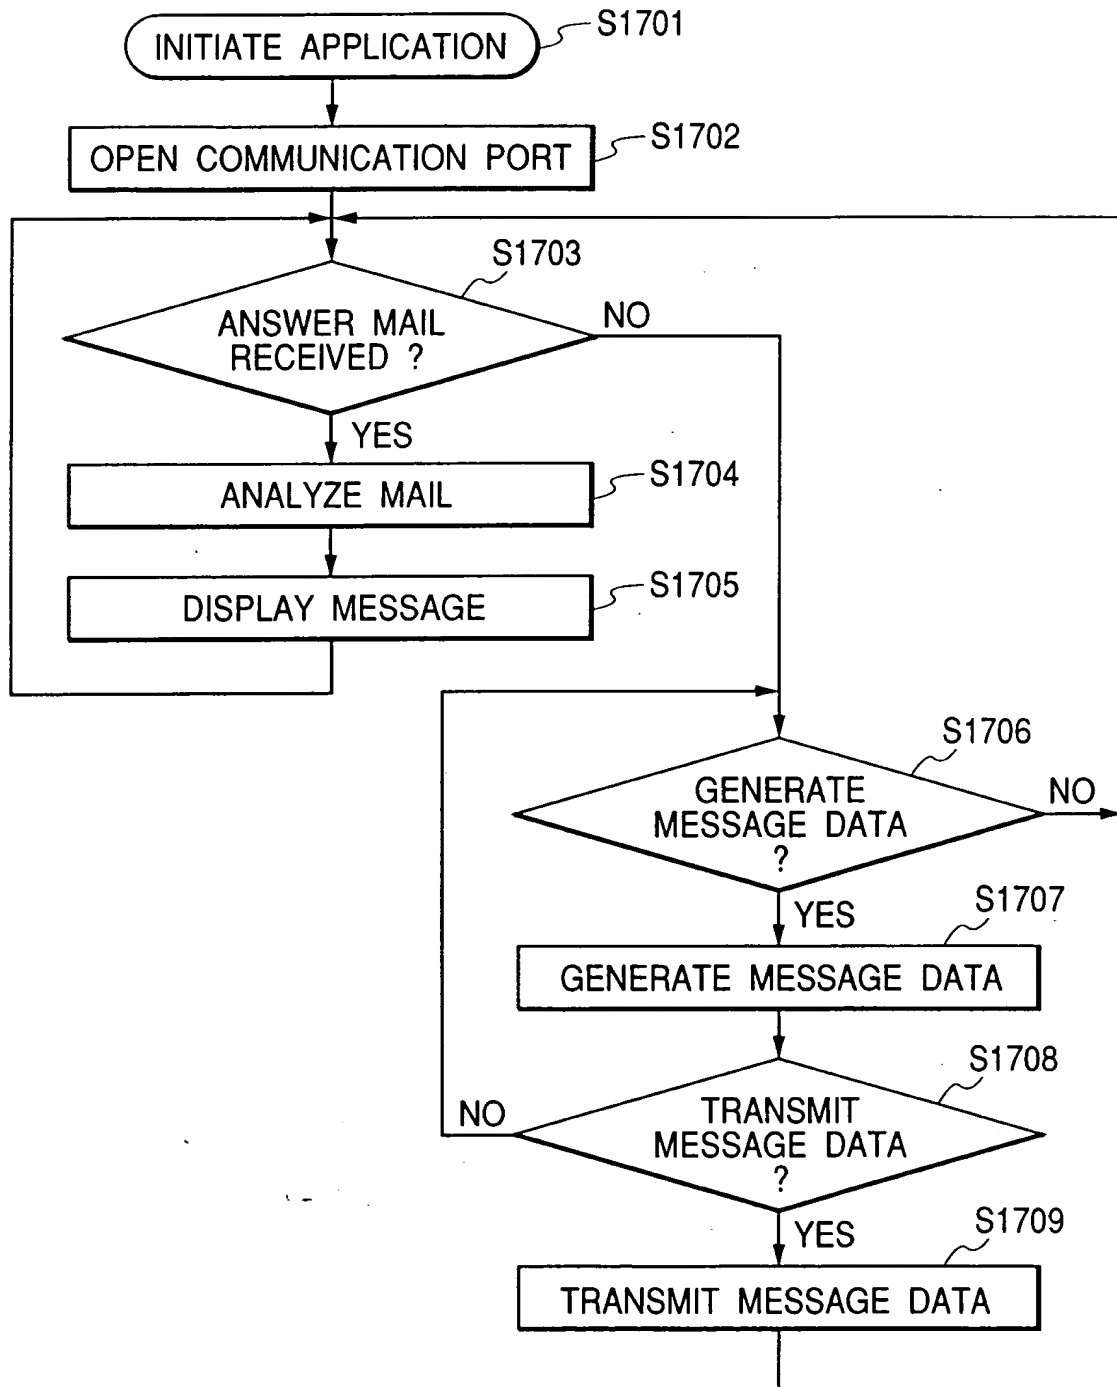 INITIATE APPLICATION
S1701
OPEN COMMUNICATION PORT
S1702
S1703
ANSWER MAIL
RECEIVED ?
NO
YES
ANALYZE MAIL
S1704
DISPLAY MESSAGE
S1705
S1706
GENERATE
MESSAGE DATA
?
NO
YES
S1707
GENERATE MESSAGE DATA
S1708
TRANSMIT
MESSAGE DATA
?
NO
YES
S1709
TRANSMIT MESSAGE DATA